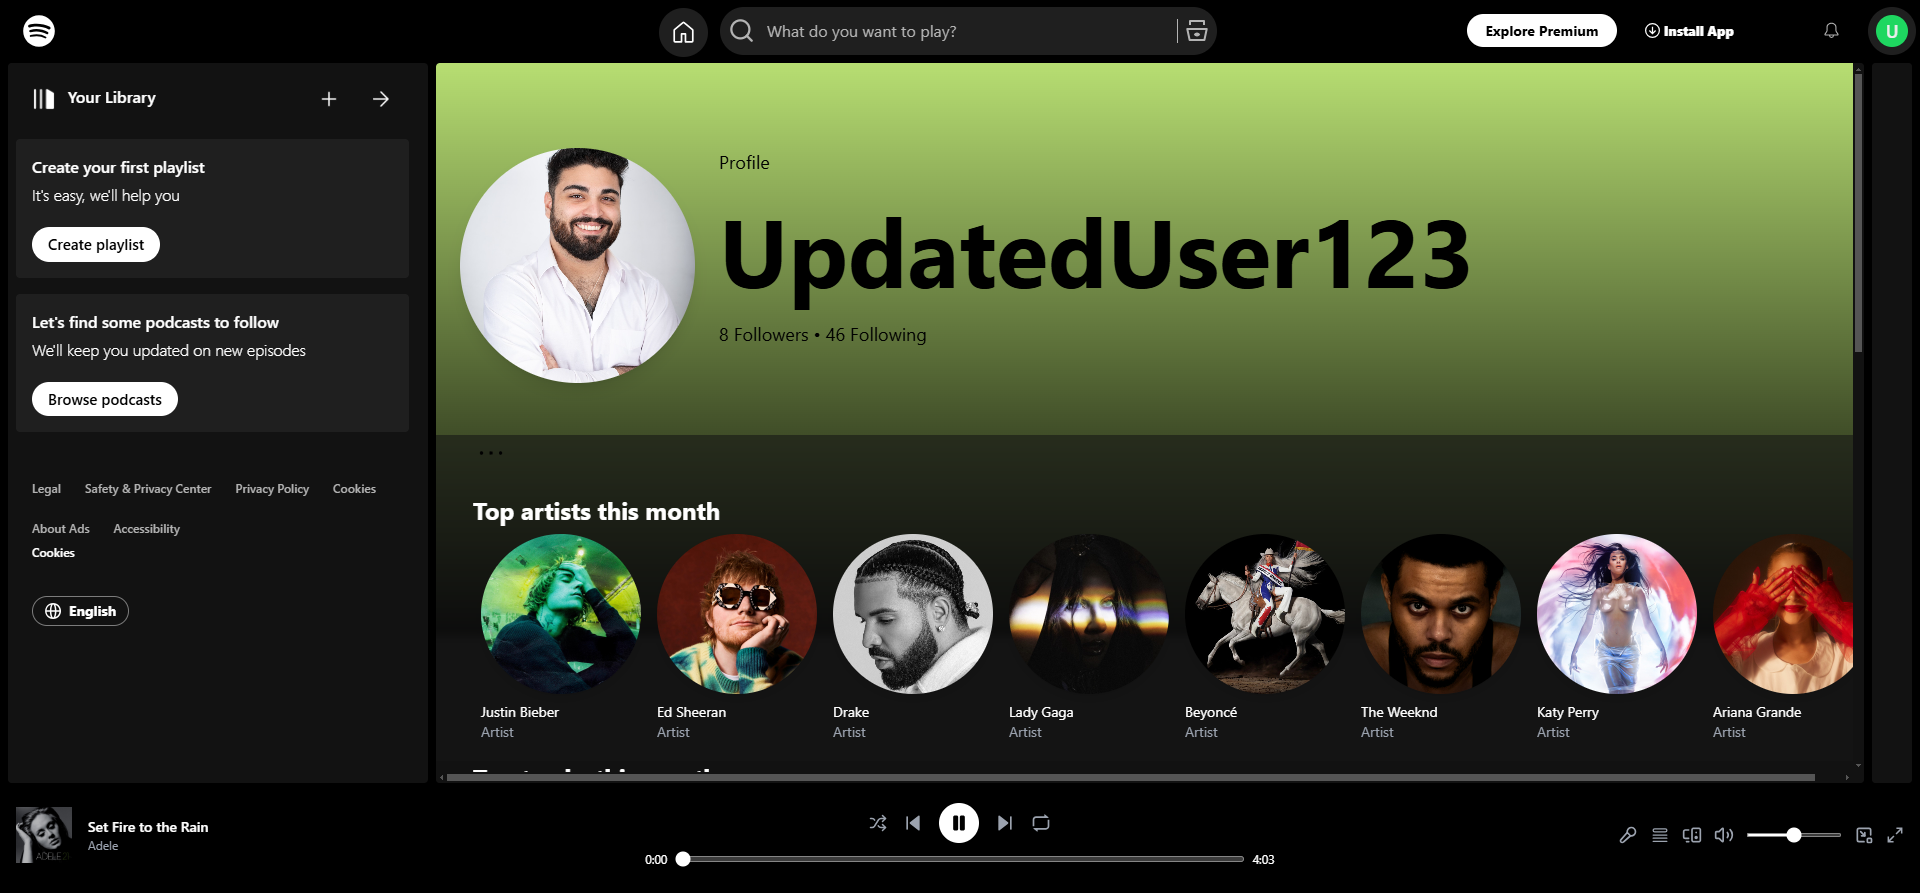 What do you want to play?
Explore Premium
Install App
U
Your Library
Create your first playlist
It's easy, we'll help you
Create playlist
Let's find some podcasts to follow
We'll keep you updated on new episodes
Browse podcasts
Legal Safety & Privacy Center Privacy Policy Cookies
About Ads Accessibility
Cookies
English
Profile
UpdatedUser123
8 Followers • 46 Following
Top artists this month
Justin Bieber
Artist
Ed Sheeran
Artist
Drake
Artist
Lady Gaga
Artist
Beyoncé
Artist
The Weeknd
Artist
Katy Perry
Artist
Ariana Grande
Artist
ADELE
Set Fire to the Rain
Adele
0:00
4:03